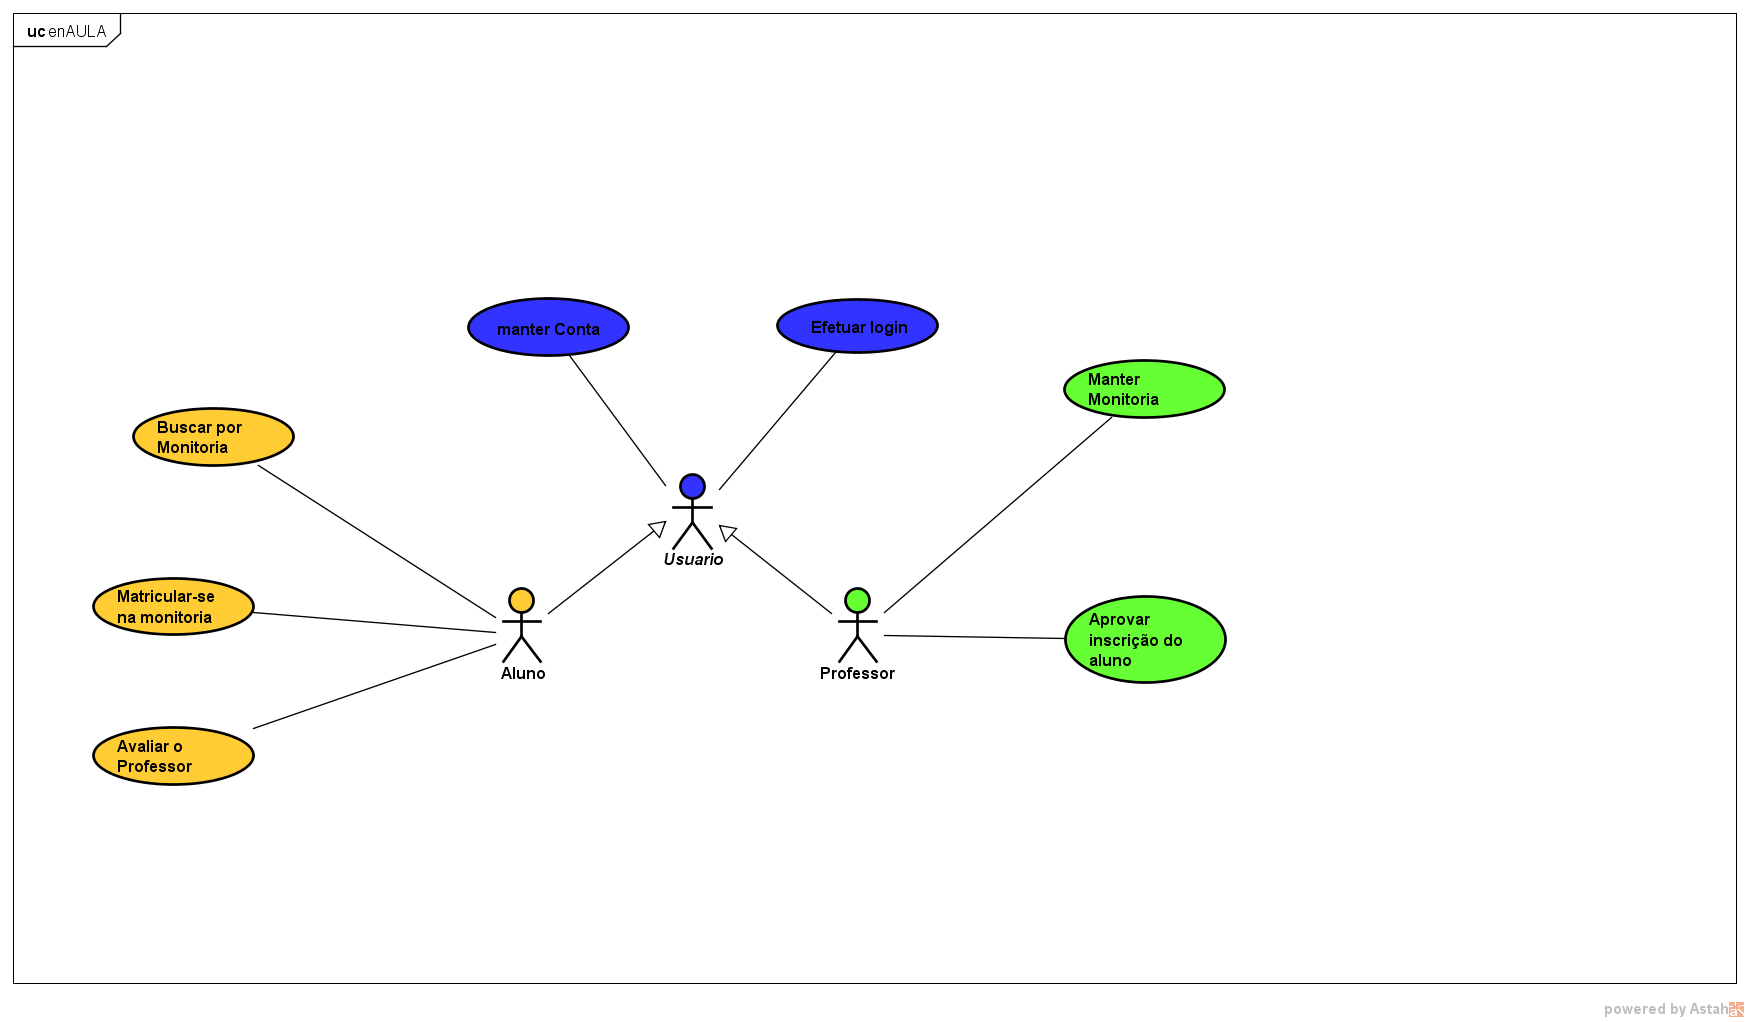 uc enAULA
manter Conta
Efetuar login
Manter
Monitoria
Buscar por
Monitoria
Usuario
Matricular-se
na monitoria
Aprovar
inscrição do
aluno
Aluno
Professor
Avaliar o
Professor
powered by Astah